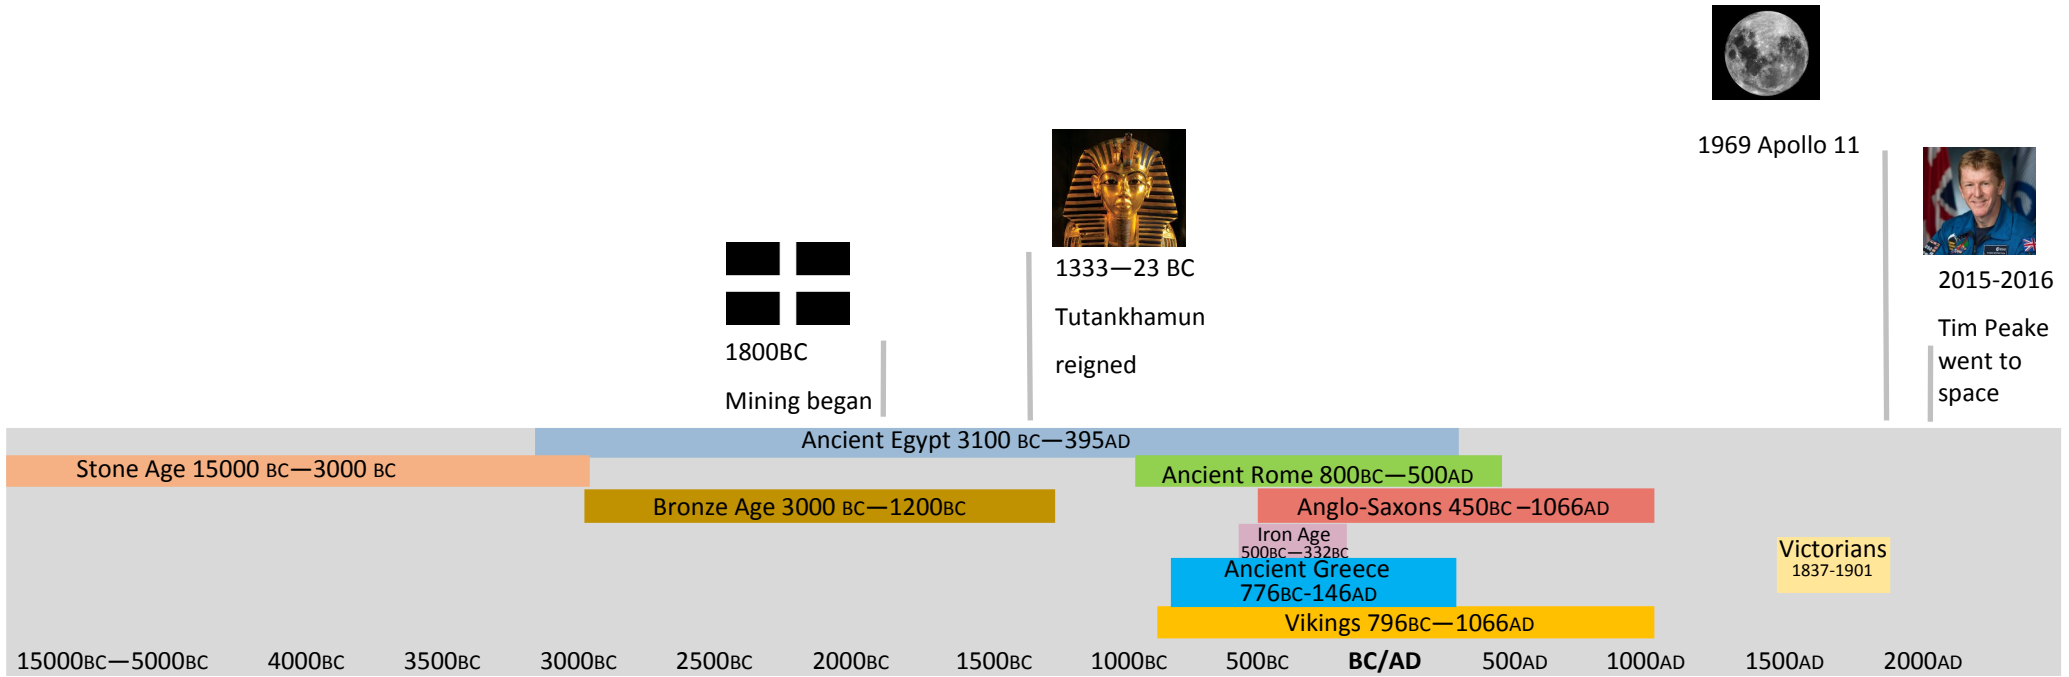 1969 Apollo 11
1333—23 BC
Tutankhamun
reigned
2015-2016
Tim Peake
went to
space
1800BC
Mining began
Ancient Egypt 3100 BC—395AD
Stone Age 15000 BC—3000 BC
Ancient Rome 800BC—500AD
Bronze Age 3000 BC—1200BC
Anglo-Saxons 450BC –1066AD
Iron Age
500BC—332BC
Victorians
1837-1901
Ancient Greece
776BC-146AD
Vikings 796BC—1066AD
15000BC—5000BC 4000BC 3500BC 3000BC 2500BC 2000BC 1500BC 1000BC 500BC BC/AD 500AD 1000AD 1500AD 2000AD